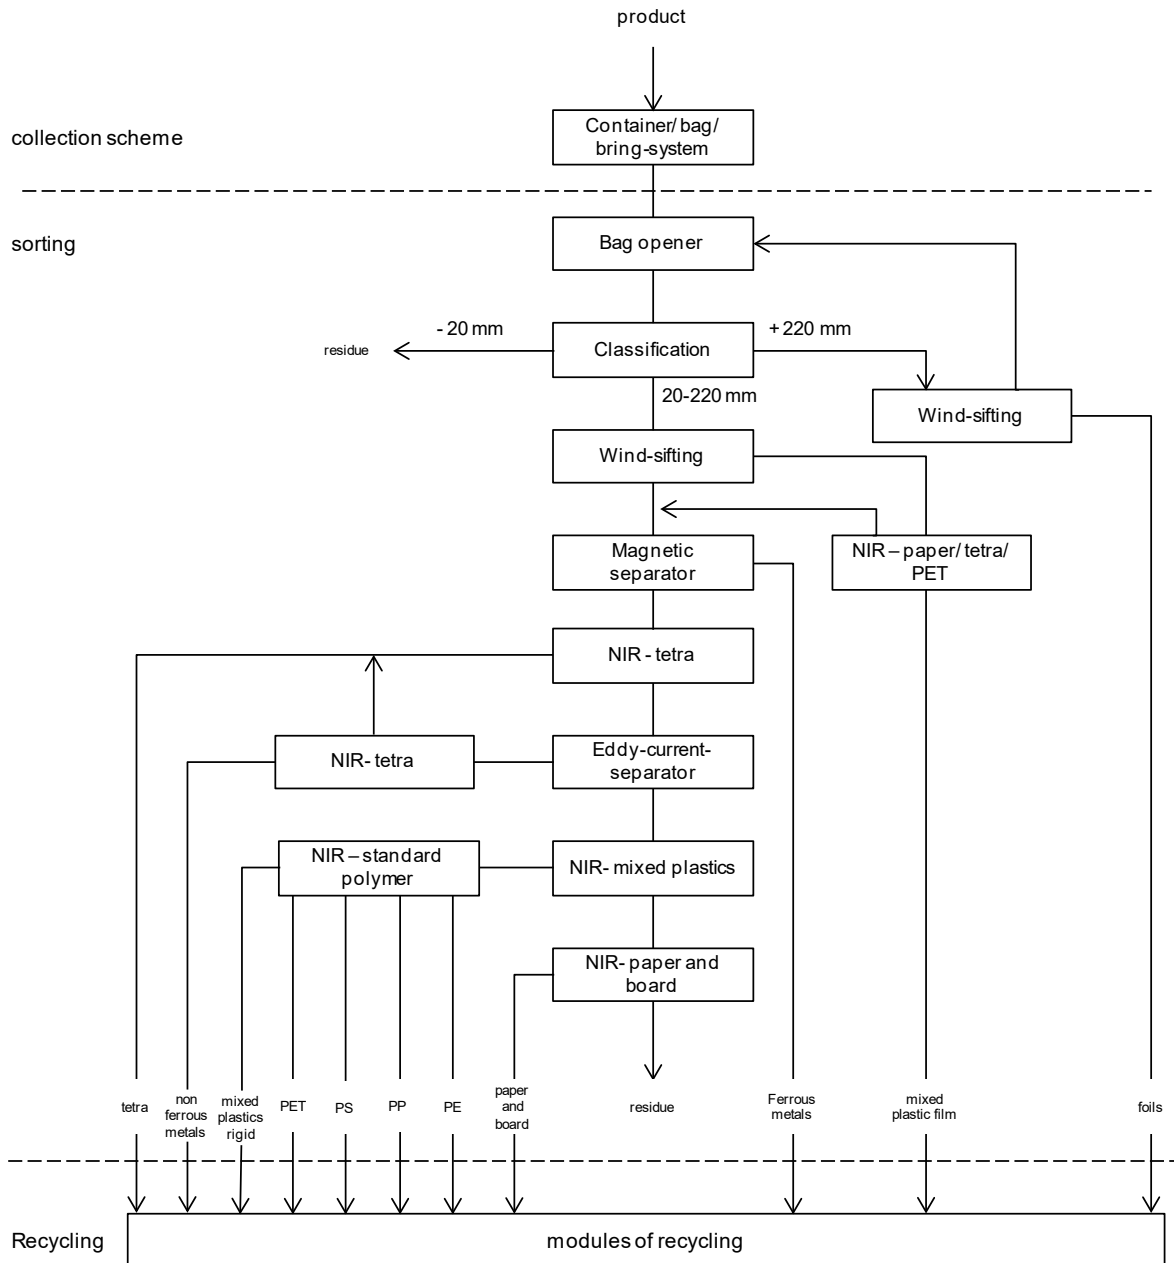 product
collection scheme
Container/ bag/
bring-system
sorting
Bag opener
- 20 mm
+ 220 mm
residue
Classification
20-220 mm
Wind-sifting
Wind-sifting
Magnetic
separator
NIR – paper/ tetra/
PET
NIR - tetra
NIR- tetra
Eddy-current-
separator
NIR – standard
polymer
NIR- mixed plastics
NIR- paper and
board
tetra
non
ferrous
metals
mixed
plastics
rigid
PET
PS
PP
PE
paper
and
board
residue
Ferrous
metals
mixed
plastic film
foils
Recycling
modules of recycling